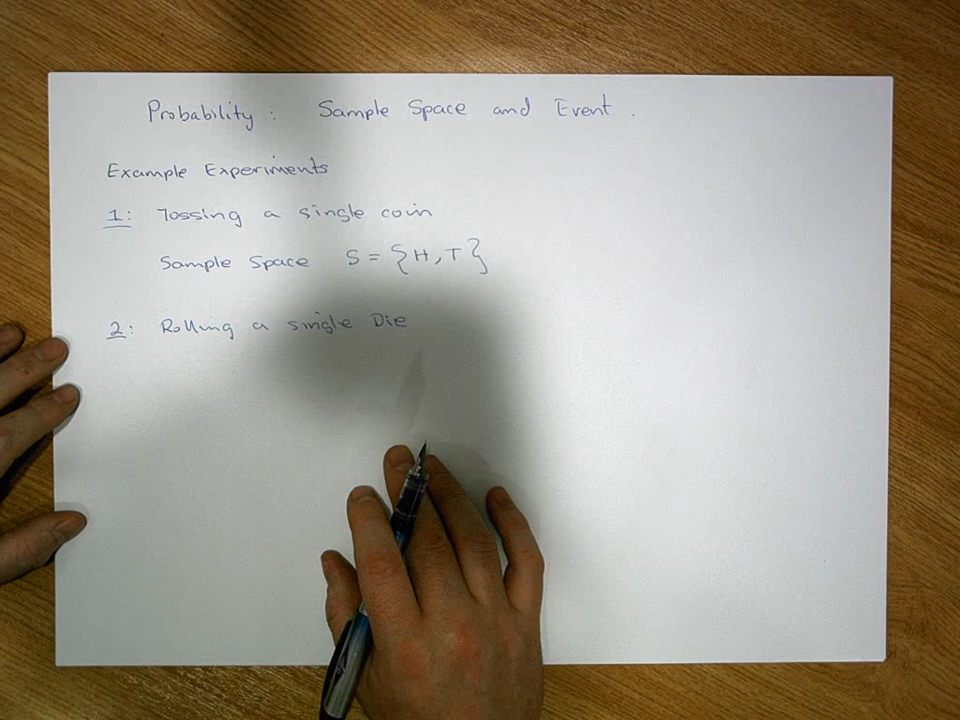 Probability : Sample Space and Event .
Example Experiments
1: Tossing a single coin
Sample Space S = {H, T}
2: Rolling a single Die